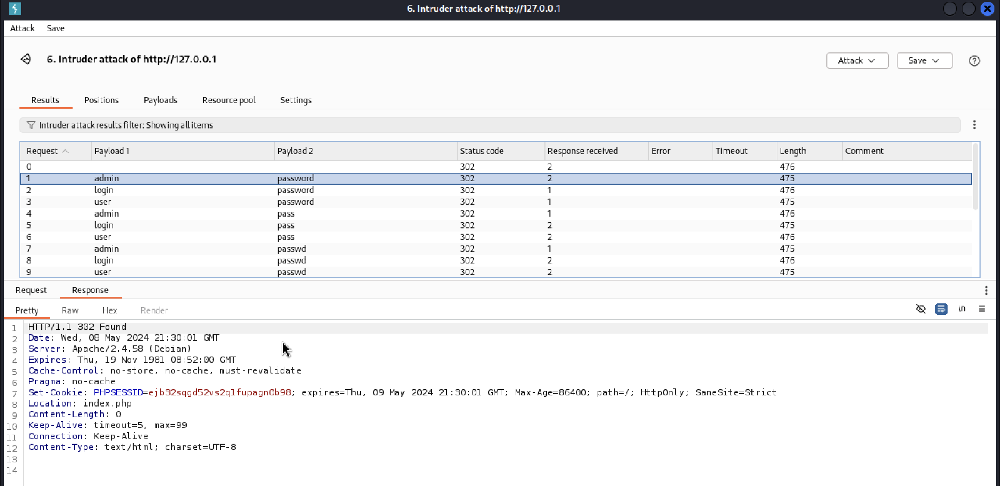 6. Intruder attack of http://127.0.0.1
Attack Save
6. Intruder attack of http://127.0.0.1
Attack Save
Results Positions Payloads Resource pool Settings
Intruder attack results filter: Showing all items
Request Payload 1 Payload 2 Status code Response received Error Timeout Length Comment
0 302 2 476
1 admin password 302 2 475
2 login password 302 1 476
3 user password 302 1 475
4 admin pass 302 1 476
5 login pass 302 2 475
6 user pass 302 2 476
7 admin passwd 302 1 475
8 login passwd 302 2 476
9 user passwd 302 2 475
Request Response
Pretty Raw Hex Render \n
1 HTTP/1.1 302 Found
2 Date: Wed, 08 May 2024 21:30:01 GMT
3 Server: Apache/2.4.58 (Debian)
4 Expires: Thu, 19 Nov 1981 08:52:00 GMT
5 Cache-Control: no-store, no-cache, must-revalidate
6 Pragma: no-cache
7 Set-Cookie: PHPSESSID=ejb32sqgd52vs2qlfupagn0b98; expires=Thu, 09 May 2024 21:30:01 GMT; Max-Age=86400; path=/; HttpOnly; SameSite=Strict
8 Location: index.php
9 Content-Length: 0
10 Keep-Alive: timeout=5, max=99
11 Connection: Keep-Alive
12 Content-Type: text/html; charset=UTF-8
13
14